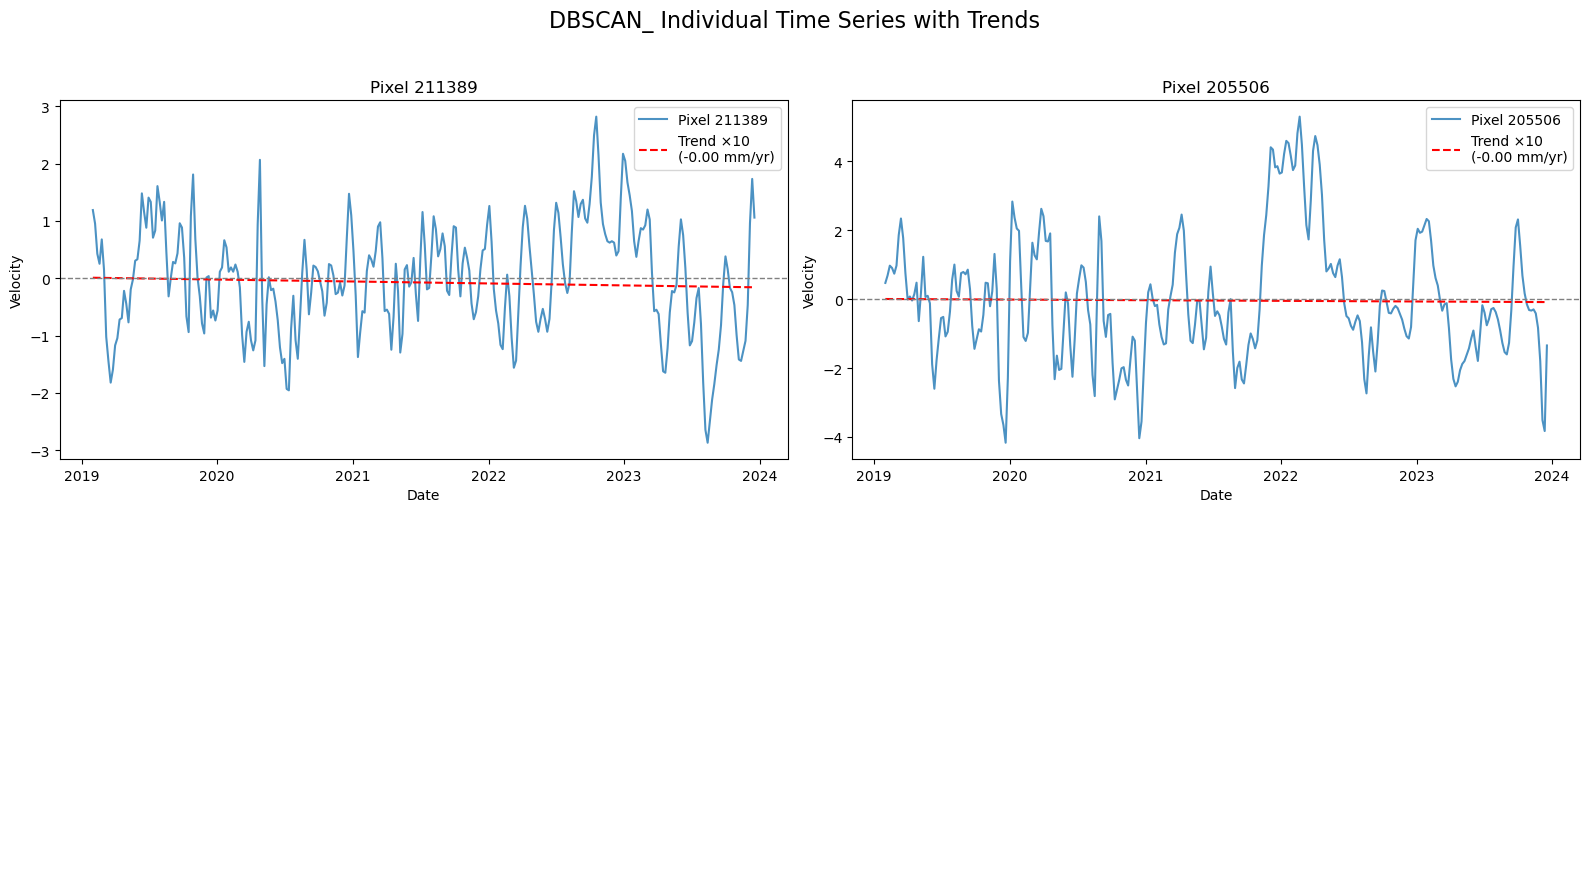 DBSCAN_ Individual Time Series with Trends
Pixel 211389
Velocity
3
2
1
0
−1
−2
−3
Pixel 211389
Trend ×10
(-0.00 mm/yr)
2019
2020
2021
2022
2023
2024
Date
Pixel 205506
Velocity
4
2
0
−2
−4
Pixel 205506
Trend ×10
(-0.00 mm/yr)
2019
2020
2021
2022
2023
2024
Date